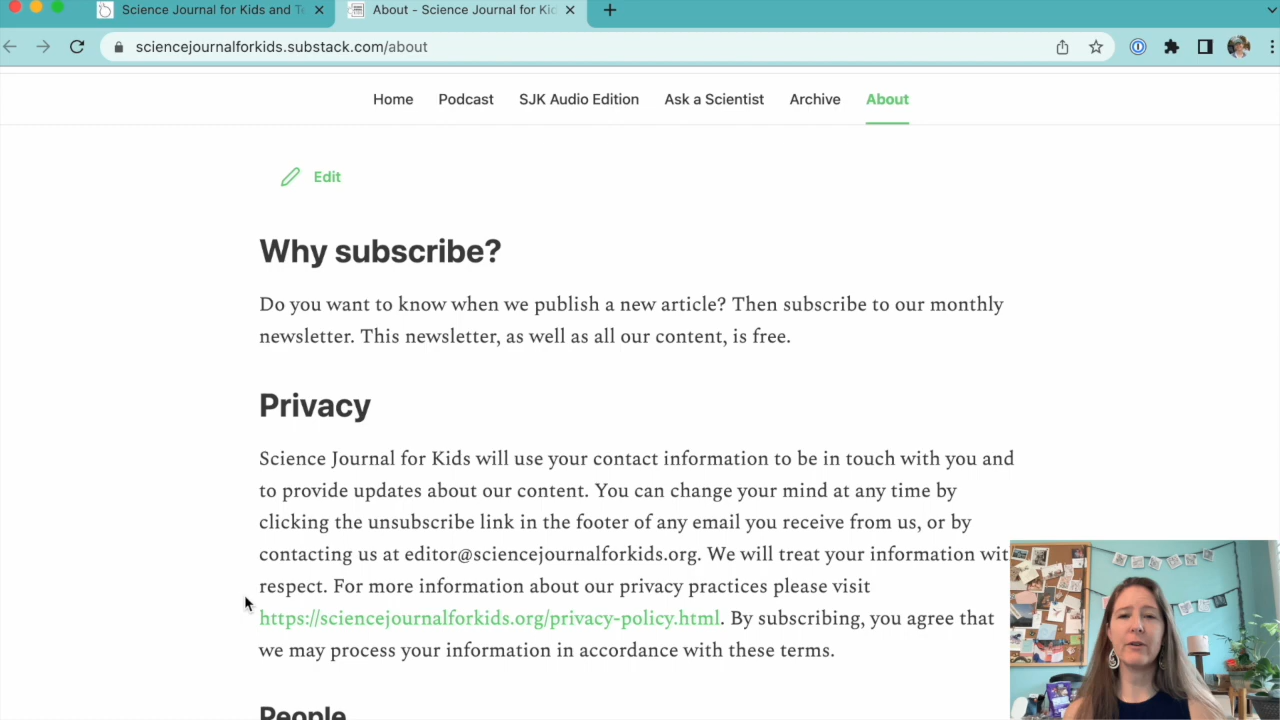 Science Journal for Kids and Te
About - Science Journal for Kid
sciencejournalforkids.substack.com/about
Home Podcast SJK Audio Edition Ask a Scientist Archive About
Edit
Why subscribe?
Do you want to know when we publish a new article? Then subscribe to our monthly
newsletter. This newsletter, as well as all our content, is free.
Privacy
Science Journal for Kids will use your contact information to be in touch with you and
to provide updates about our content. You can change your mind at any time by
clicking the unsubscribe link in the footer of any email you receive from us, or by
contacting us at editor@sciencejournalforkids.org. We will treat your information wit
respect. For more information about our privacy practices please visit
https://sciencejournalforkids.org/privacy-policy.html. By subscribing, you agree that
we may process your information in accordance with these terms.
People